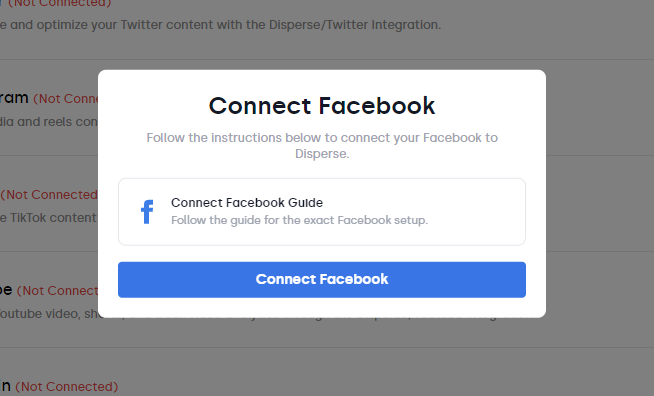 (Not Connected)
e and optimize your Twitter content with the Disperse/Twitter Integration.
ram (Not Conne
dia and reels con
Connect Facebook
Follow the instructions below to connect your Facebook to
Disperse.
(Not Connected
Connect Facebook Guide
Follow the guide for the exact Facebook setup.
e TikTok content
Connect Facebook
be (Not Connect
outube video, sh
in (Not Connected)